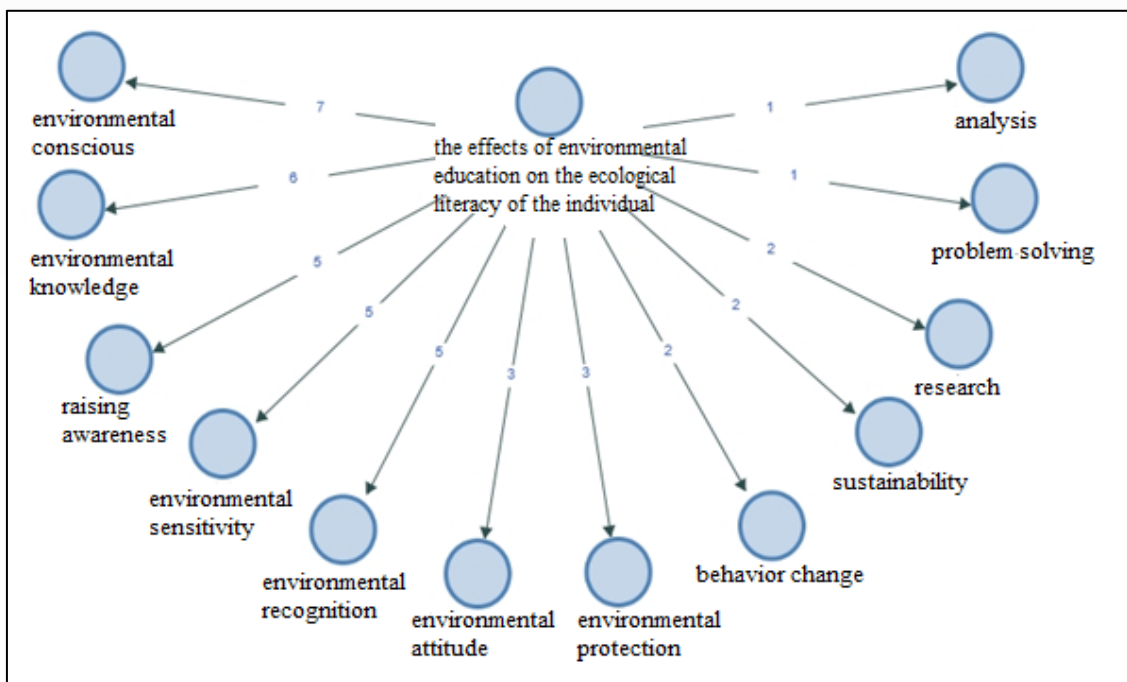 the effects of environmental
education on the ecological
literacy of the individual
7
environmental
conscious
6
environmental
knowledge
5
raising
awareness
5
environmental
sensitivity
5
environmental
recognition
3
environmental
attitude
3
environmental
protection
2
behavior change
2
sustainability
2
research
1
problem solving
1
analysis